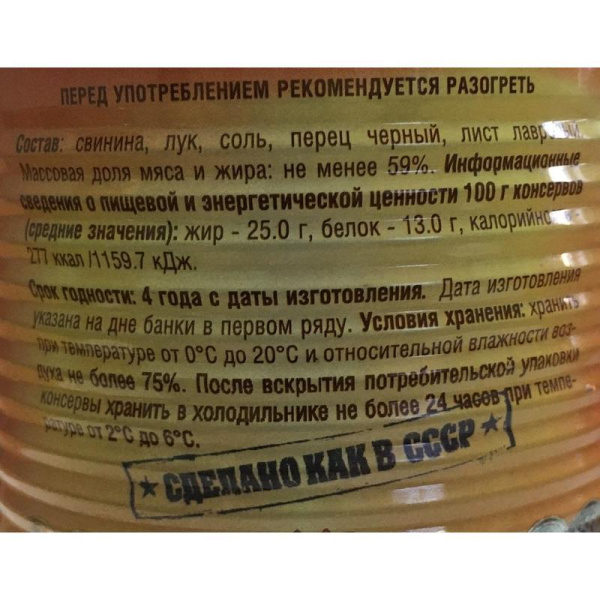 ПЕРЕД УПОТРЕБЛЕНИЕМ РЕКОМЕНДУЕТСЯ РАЗОГРЕТЬ
Состав: свинина, лук, соль, перец черный, лист
Массовая доля мяса и жира: не менее 59%. Информационные
сведения о пищевой и энергетической ценности 100 г консервов
(средние значения): жир - 25.0 г, белок - 13.0 г,
277 ккал /1159.7 кДж.
Срок годности: 4 года с даты изготовления. Дата изготовления
указана на дне банки в первом ряду. Условия хранения: хранить
при температуре от 0°С до 20°С и относительной влажности воз-
духа не более 75%. После вскрытия потребительской упаковки
консервы хранить в холодильнике не более 24 часов при темпе-
ратуре от 2°С до 6°С.
★ СДЕЛАНО КАК В СССР ★